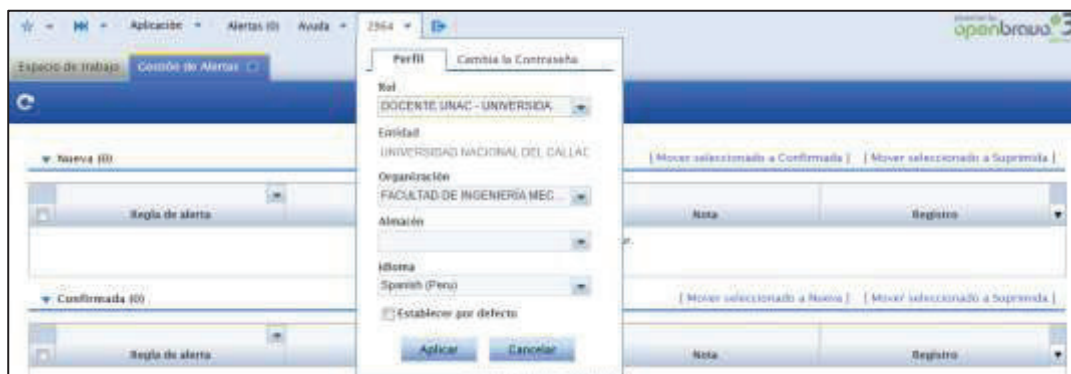 Aplicación Alertas (0) Ayuda 2964
openbravo 3
Espacio de trabajo Gestión de Alertas
Perfil Cambia la Contraseña
Rol
DOCENTE UNAC - UNIVERSIDA
Entidad
UNIVERSIDAD NACIONAL DEL CALLAC
Organización
FACULTAD DE INGENIERÍA MEC...
Almacén
Idioma
Spanish (Peru)
Establecer por defecto
Aplicar Cancelar
Nueva (0) [ Mover seleccionado a Confirmada ] [ Mover seleccionado a Suprimida ]
Regla de alerta Nota Registro
Confirmada (0) [ Mover seleccionado a Nueva ] [ Mover seleccionado a Suprimida ]
Regla de alerta Nota Registro